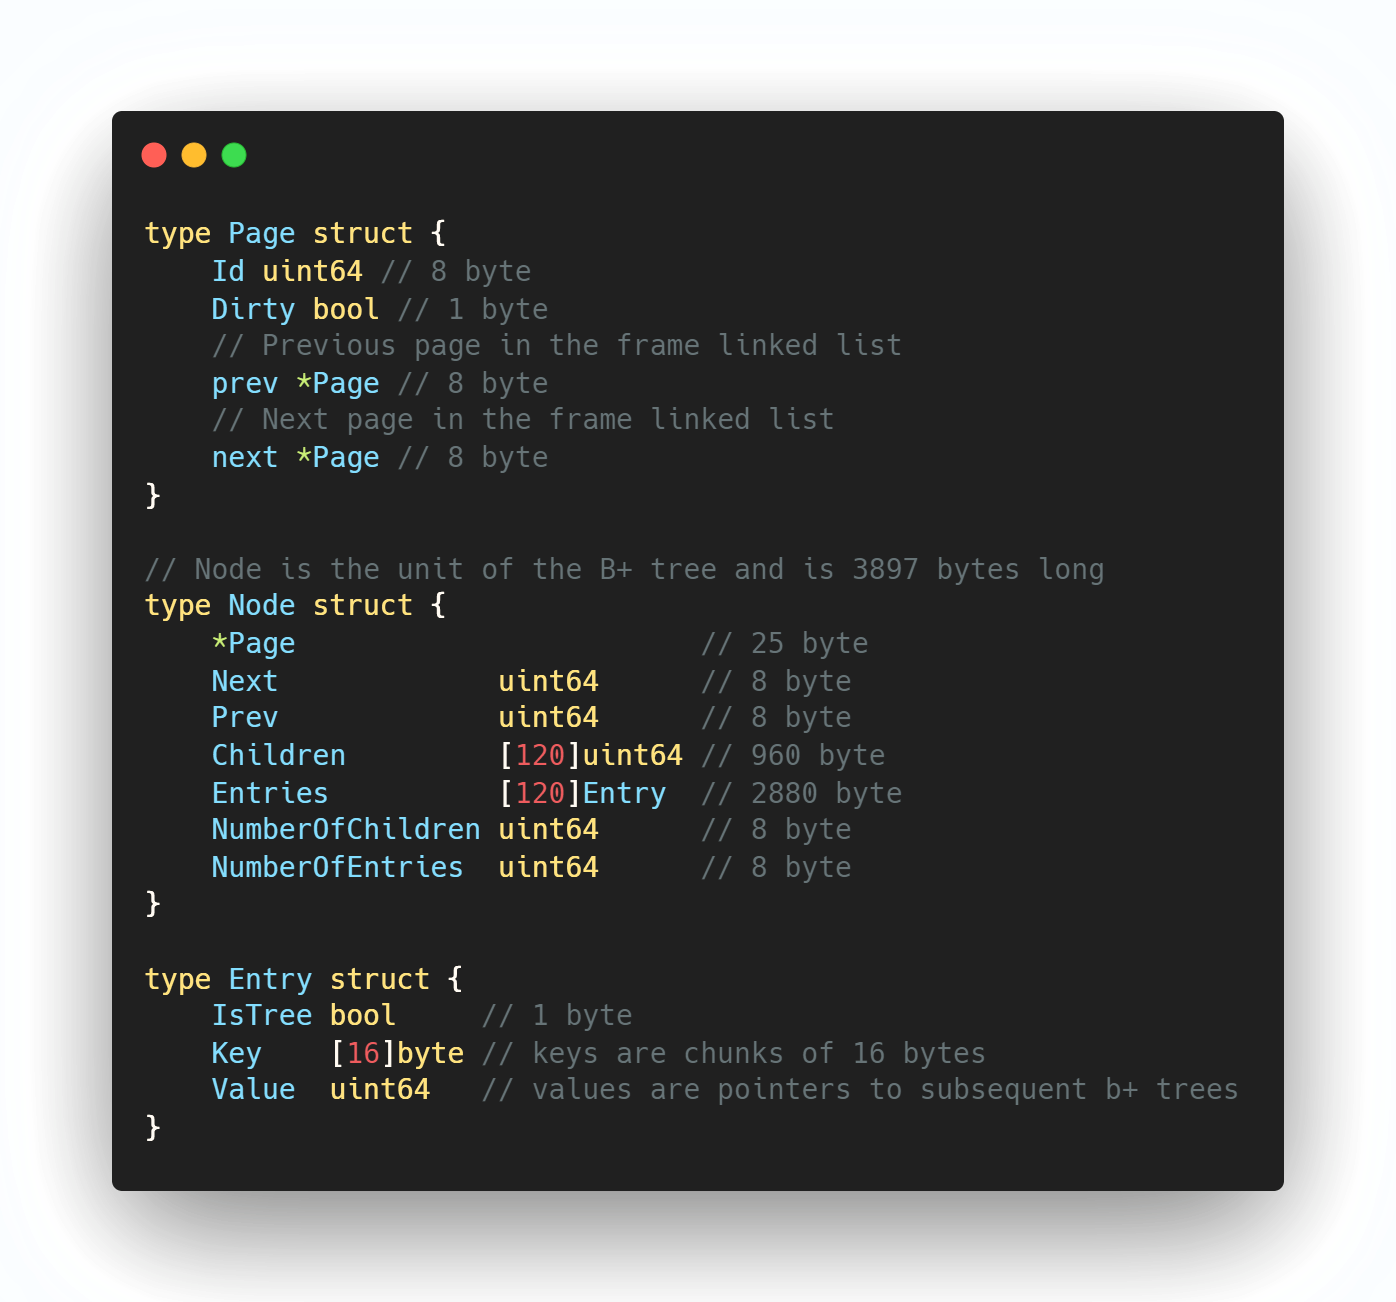 type Page struct {
    Id uint64 // 8 byte
    Dirty bool // 1 byte
    // Previous page in the frame linked list
    prev *Page // 8 byte
    // Next page in the frame linked list
    next *Page // 8 byte
}

// Node is the unit of the B+ tree and is 3897 bytes long
type Node struct {
    *Page                        // 25 byte
    Next             uint64      // 8 byte
    Prev             uint64      // 8 byte
    Children         [120]uint64 // 960 byte
    Entries          [120]Entry  // 2880 byte
    NumberOfChildren uint64      // 8 byte
    NumberOfEntries  uint64      // 8 byte
}

type Entry struct {
    IsTree bool     // 1 byte
    Key    [16]byte // keys are chunks of 16 bytes
    Value  uint64   // values are pointers to subsequent b+ trees
}